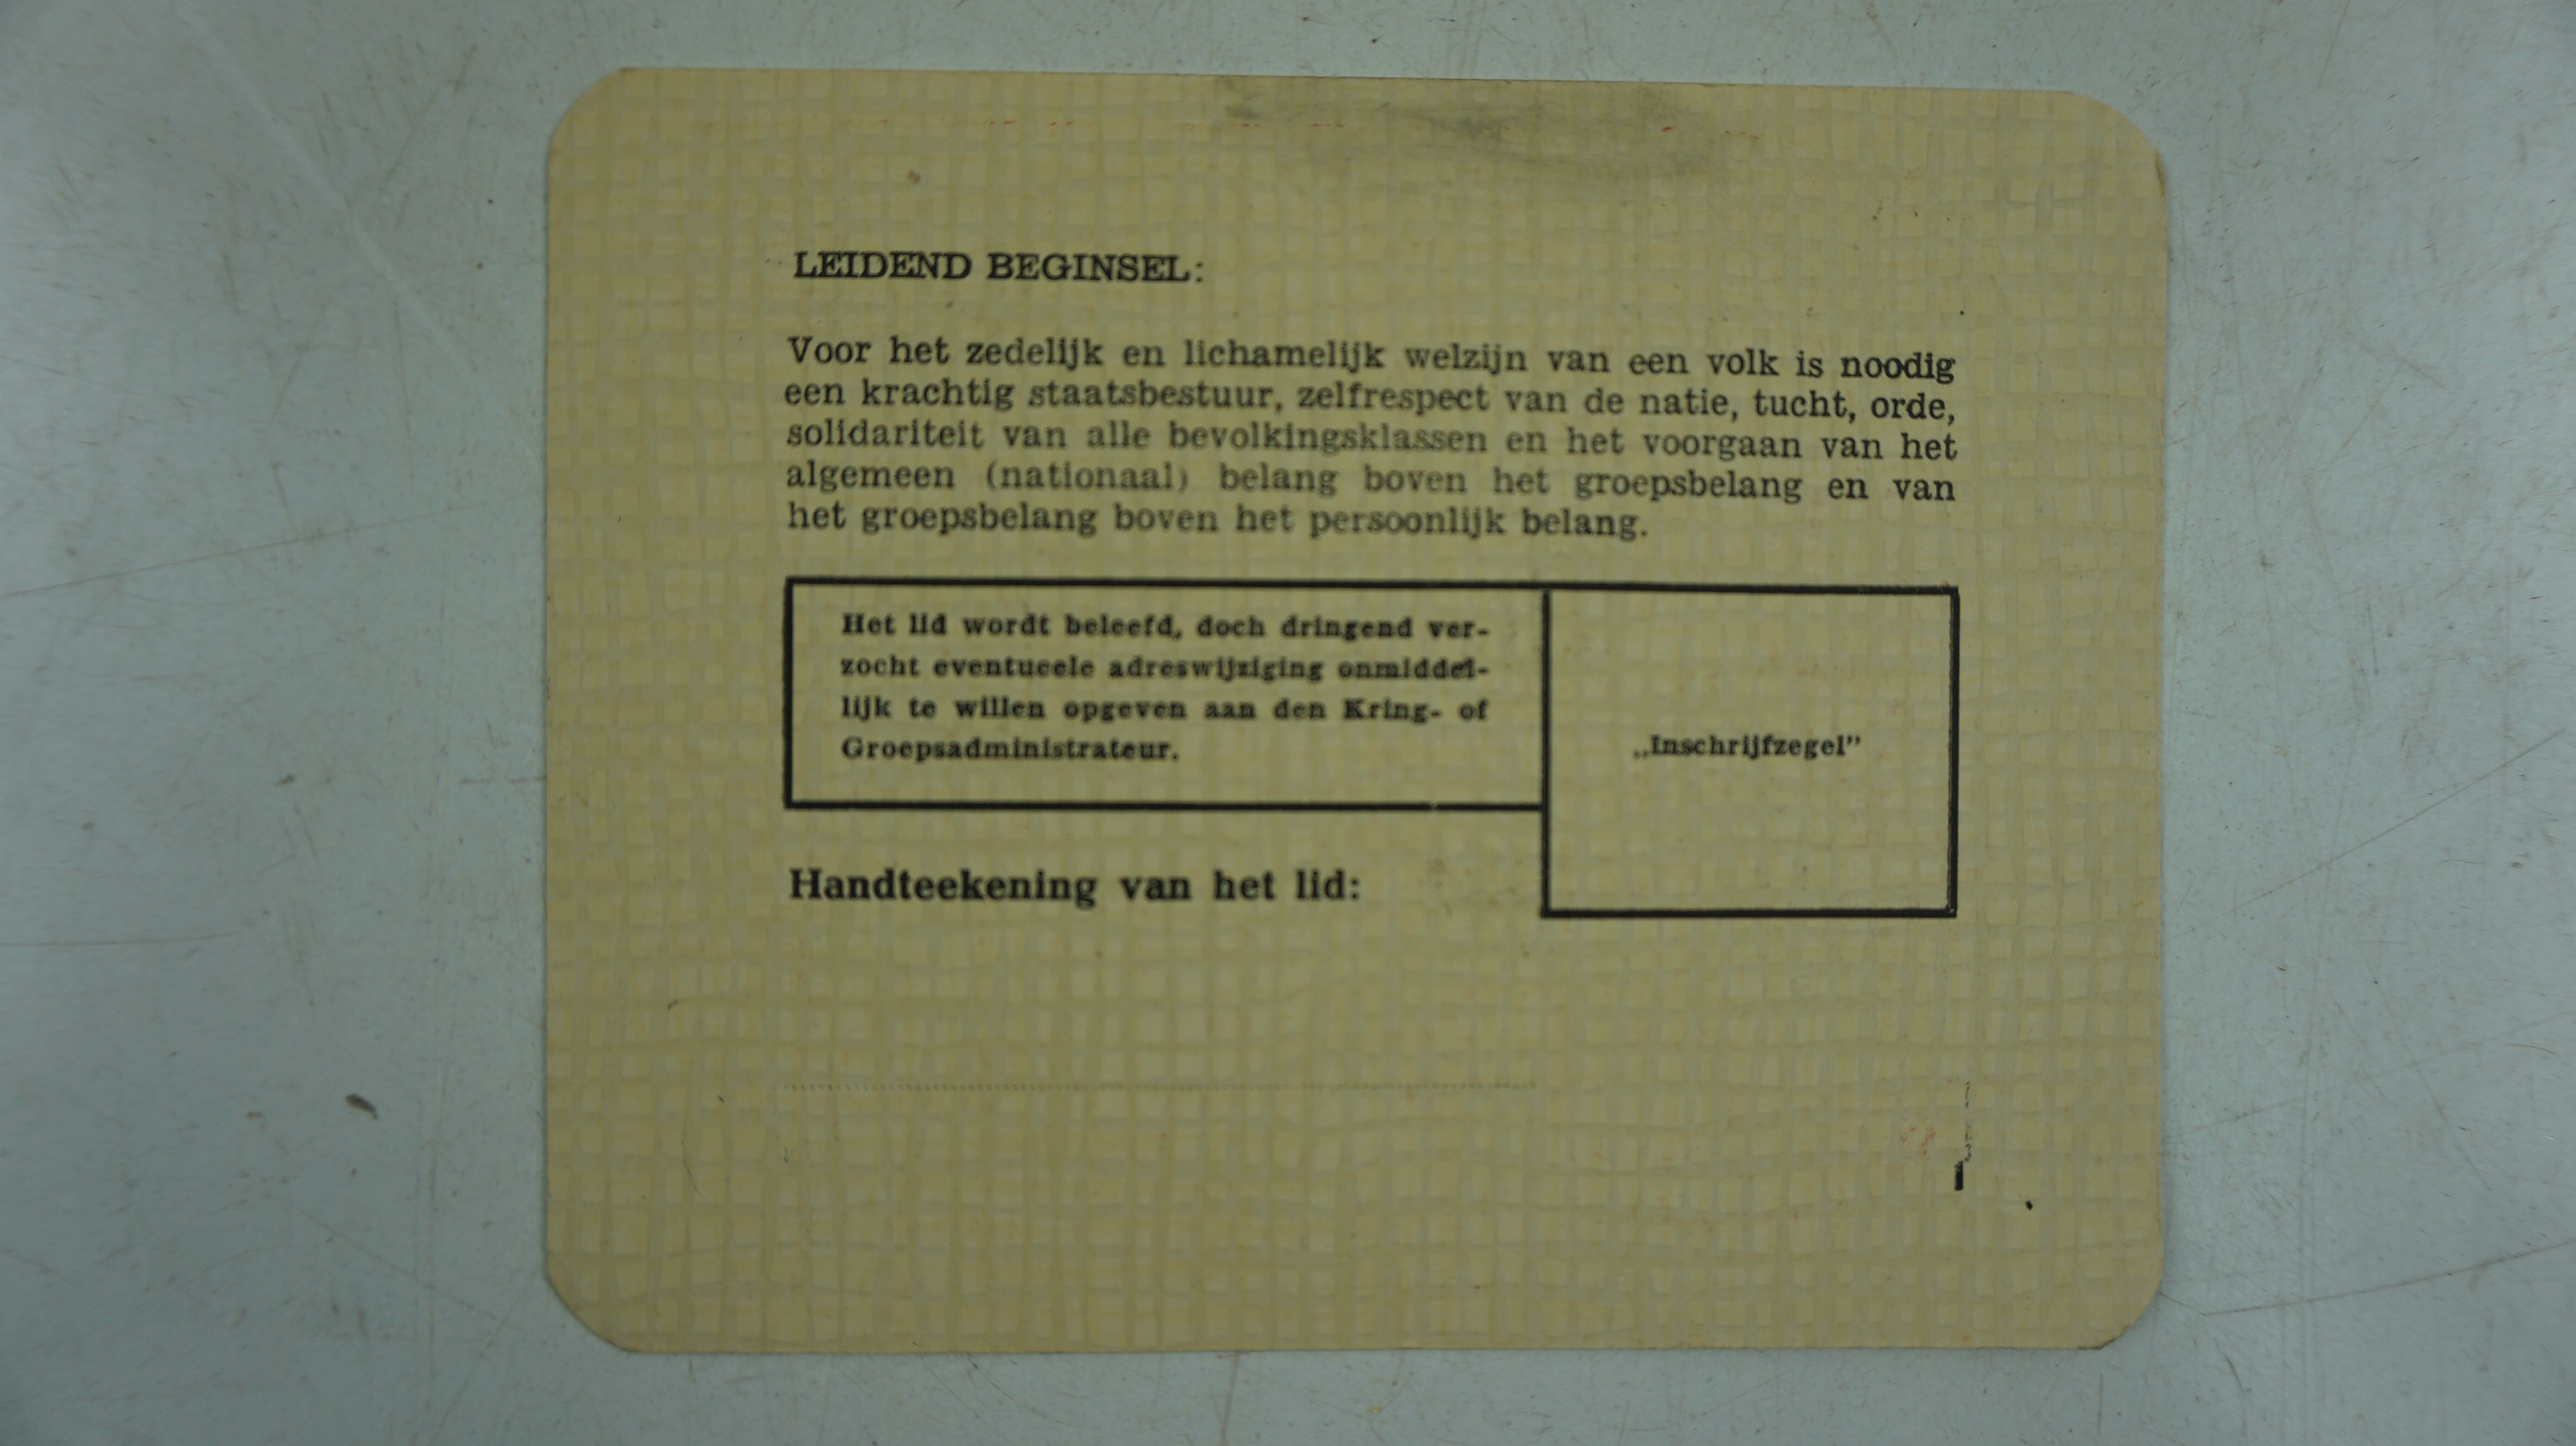 LEIDEND BEGINSEL:
Voor het zedelijk en lichamelijk welzijn van een volk is noodig
een krachtig staatsbestuur, zelfrespect van de natie, tucht, orde,
solidariteit van alle bevolkingsklassen en het voorgaan van het
algemeen (nationaal) belang boven het groepsbelang en van
het groepsbelang boven het persoonlijk belang.
Het lid wordt beleefd, doch dringend ver-
zocht eventueele adreswijziging onmiddel-
lijk te willen opgeven aan den Kring- of
Groepsadministrateur.
„Inschrijfzegel”
Handteekening van het lid: